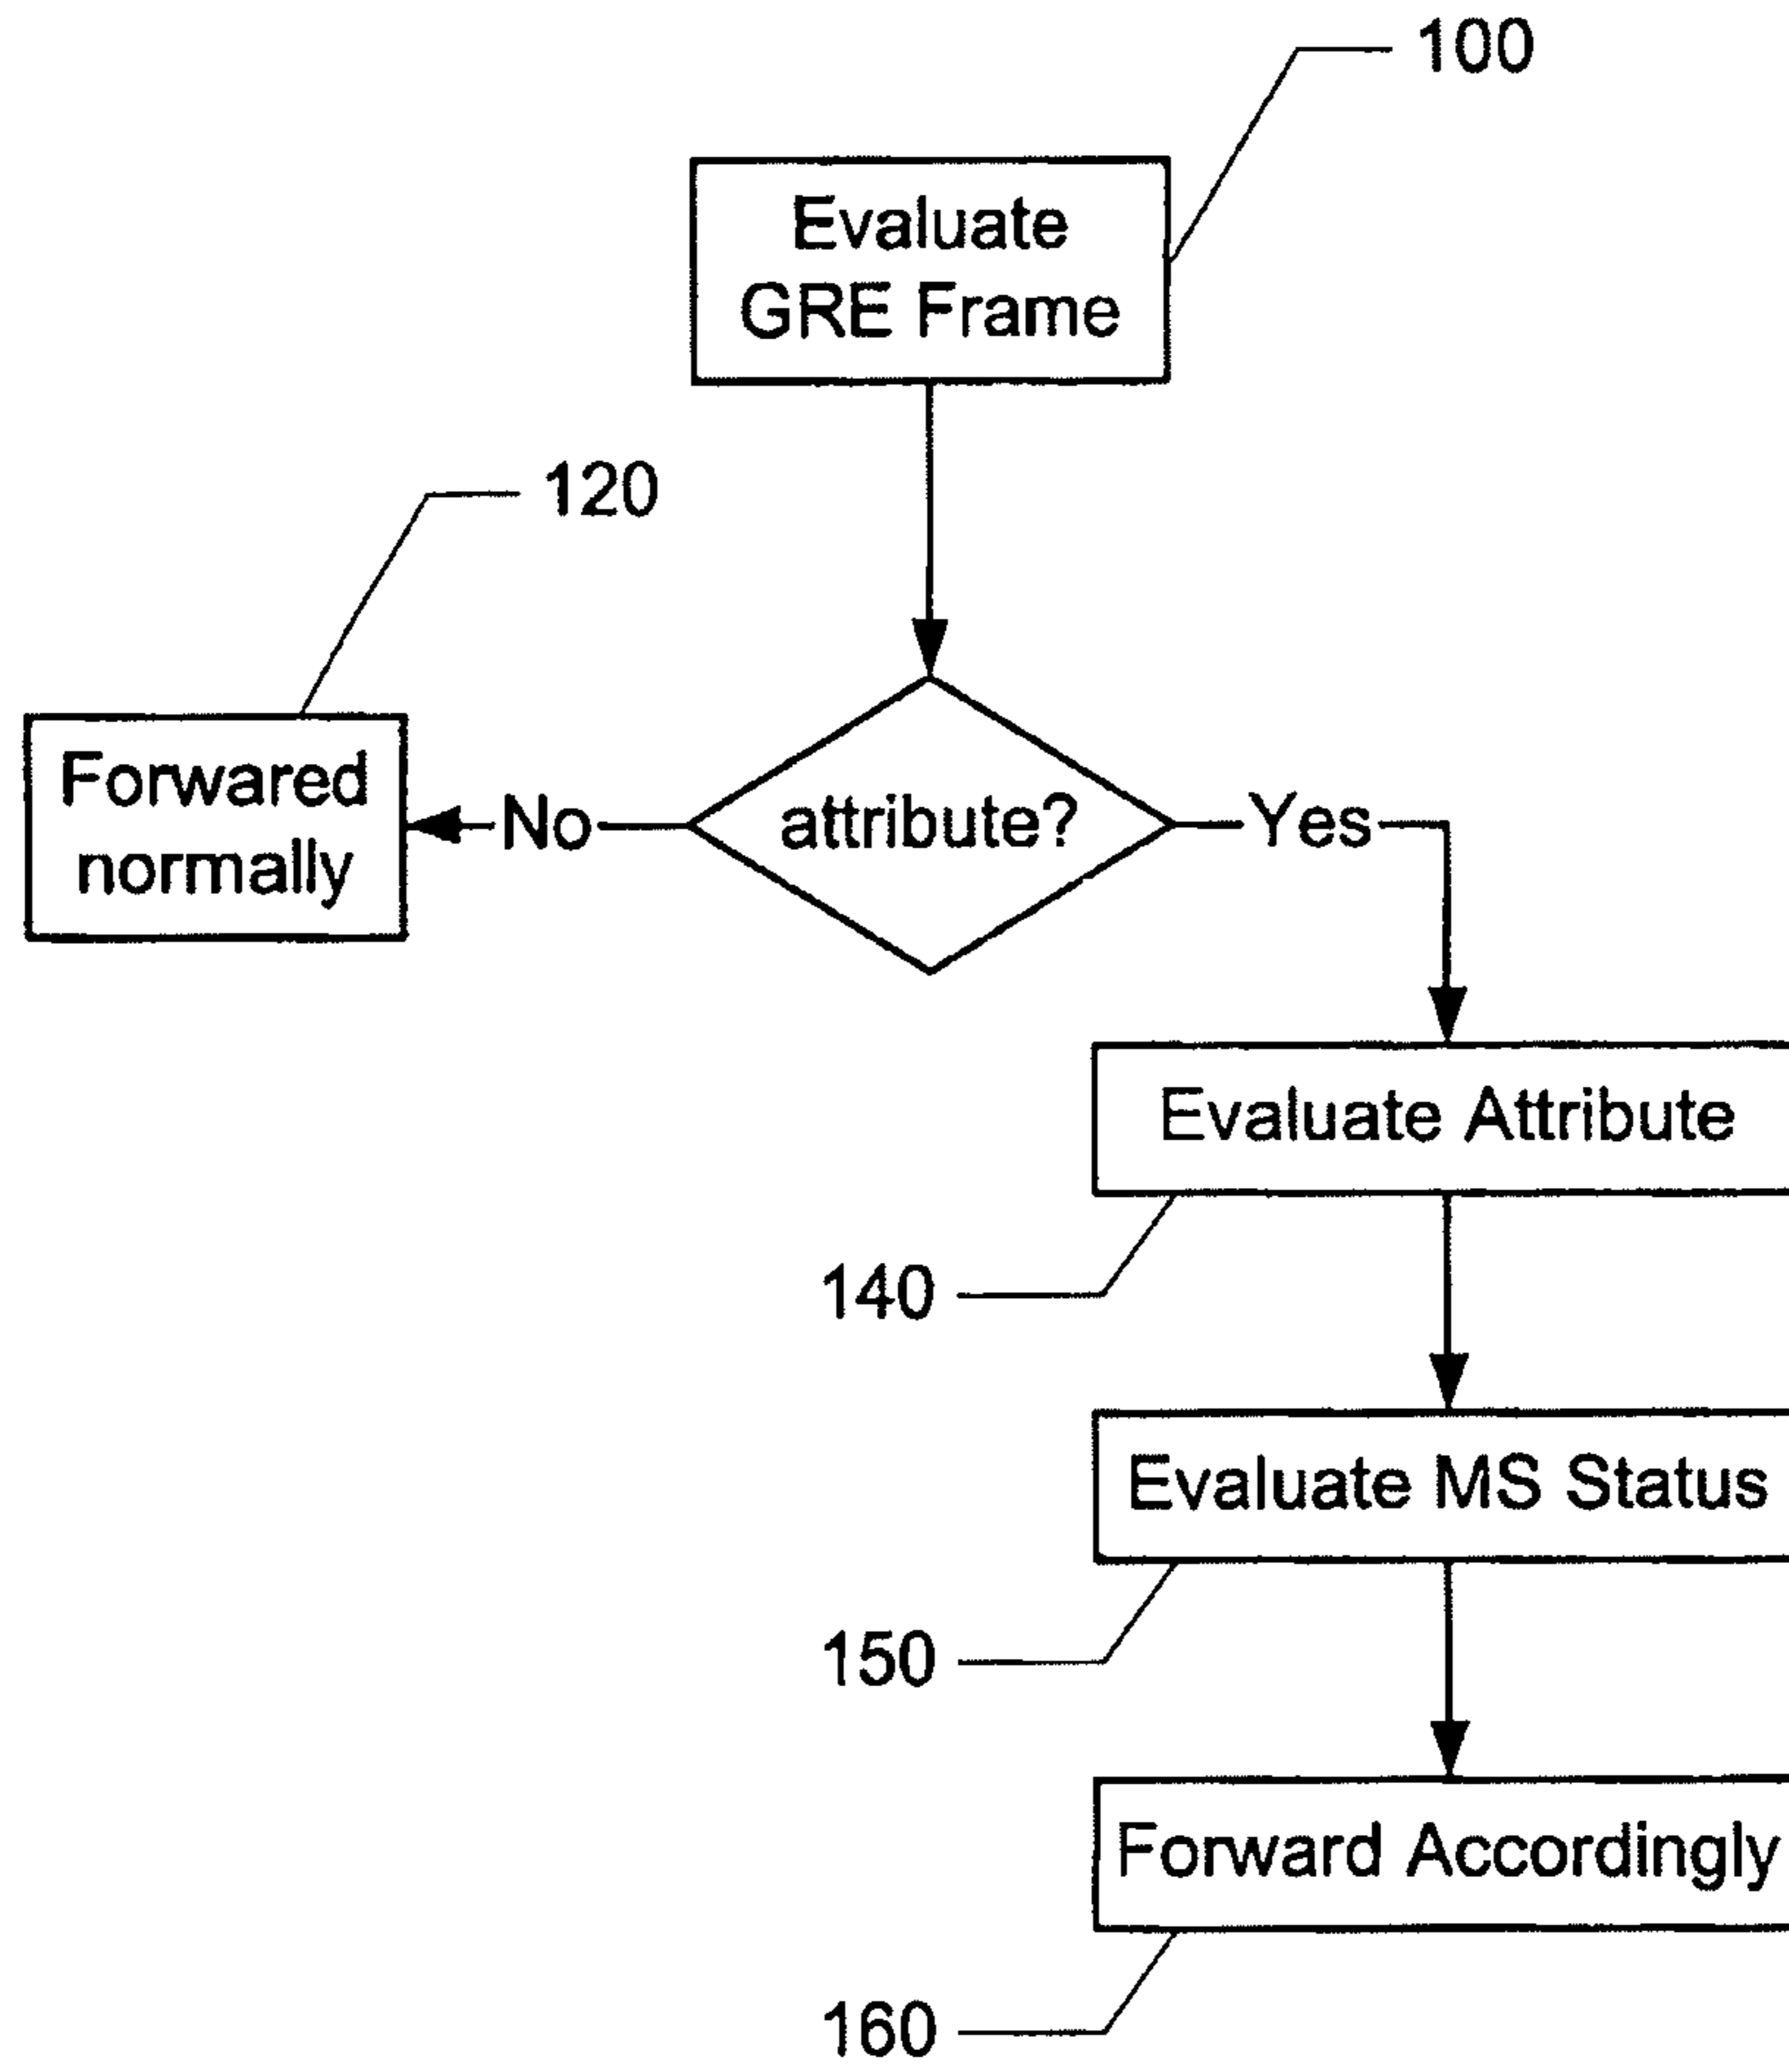 100
Evaluate
GRE Frame
120
Forwared
normally
No
attribute?
Yes
Evaluate Attribute
140
Evaluate MS Status
150
Forward Accordingly
160